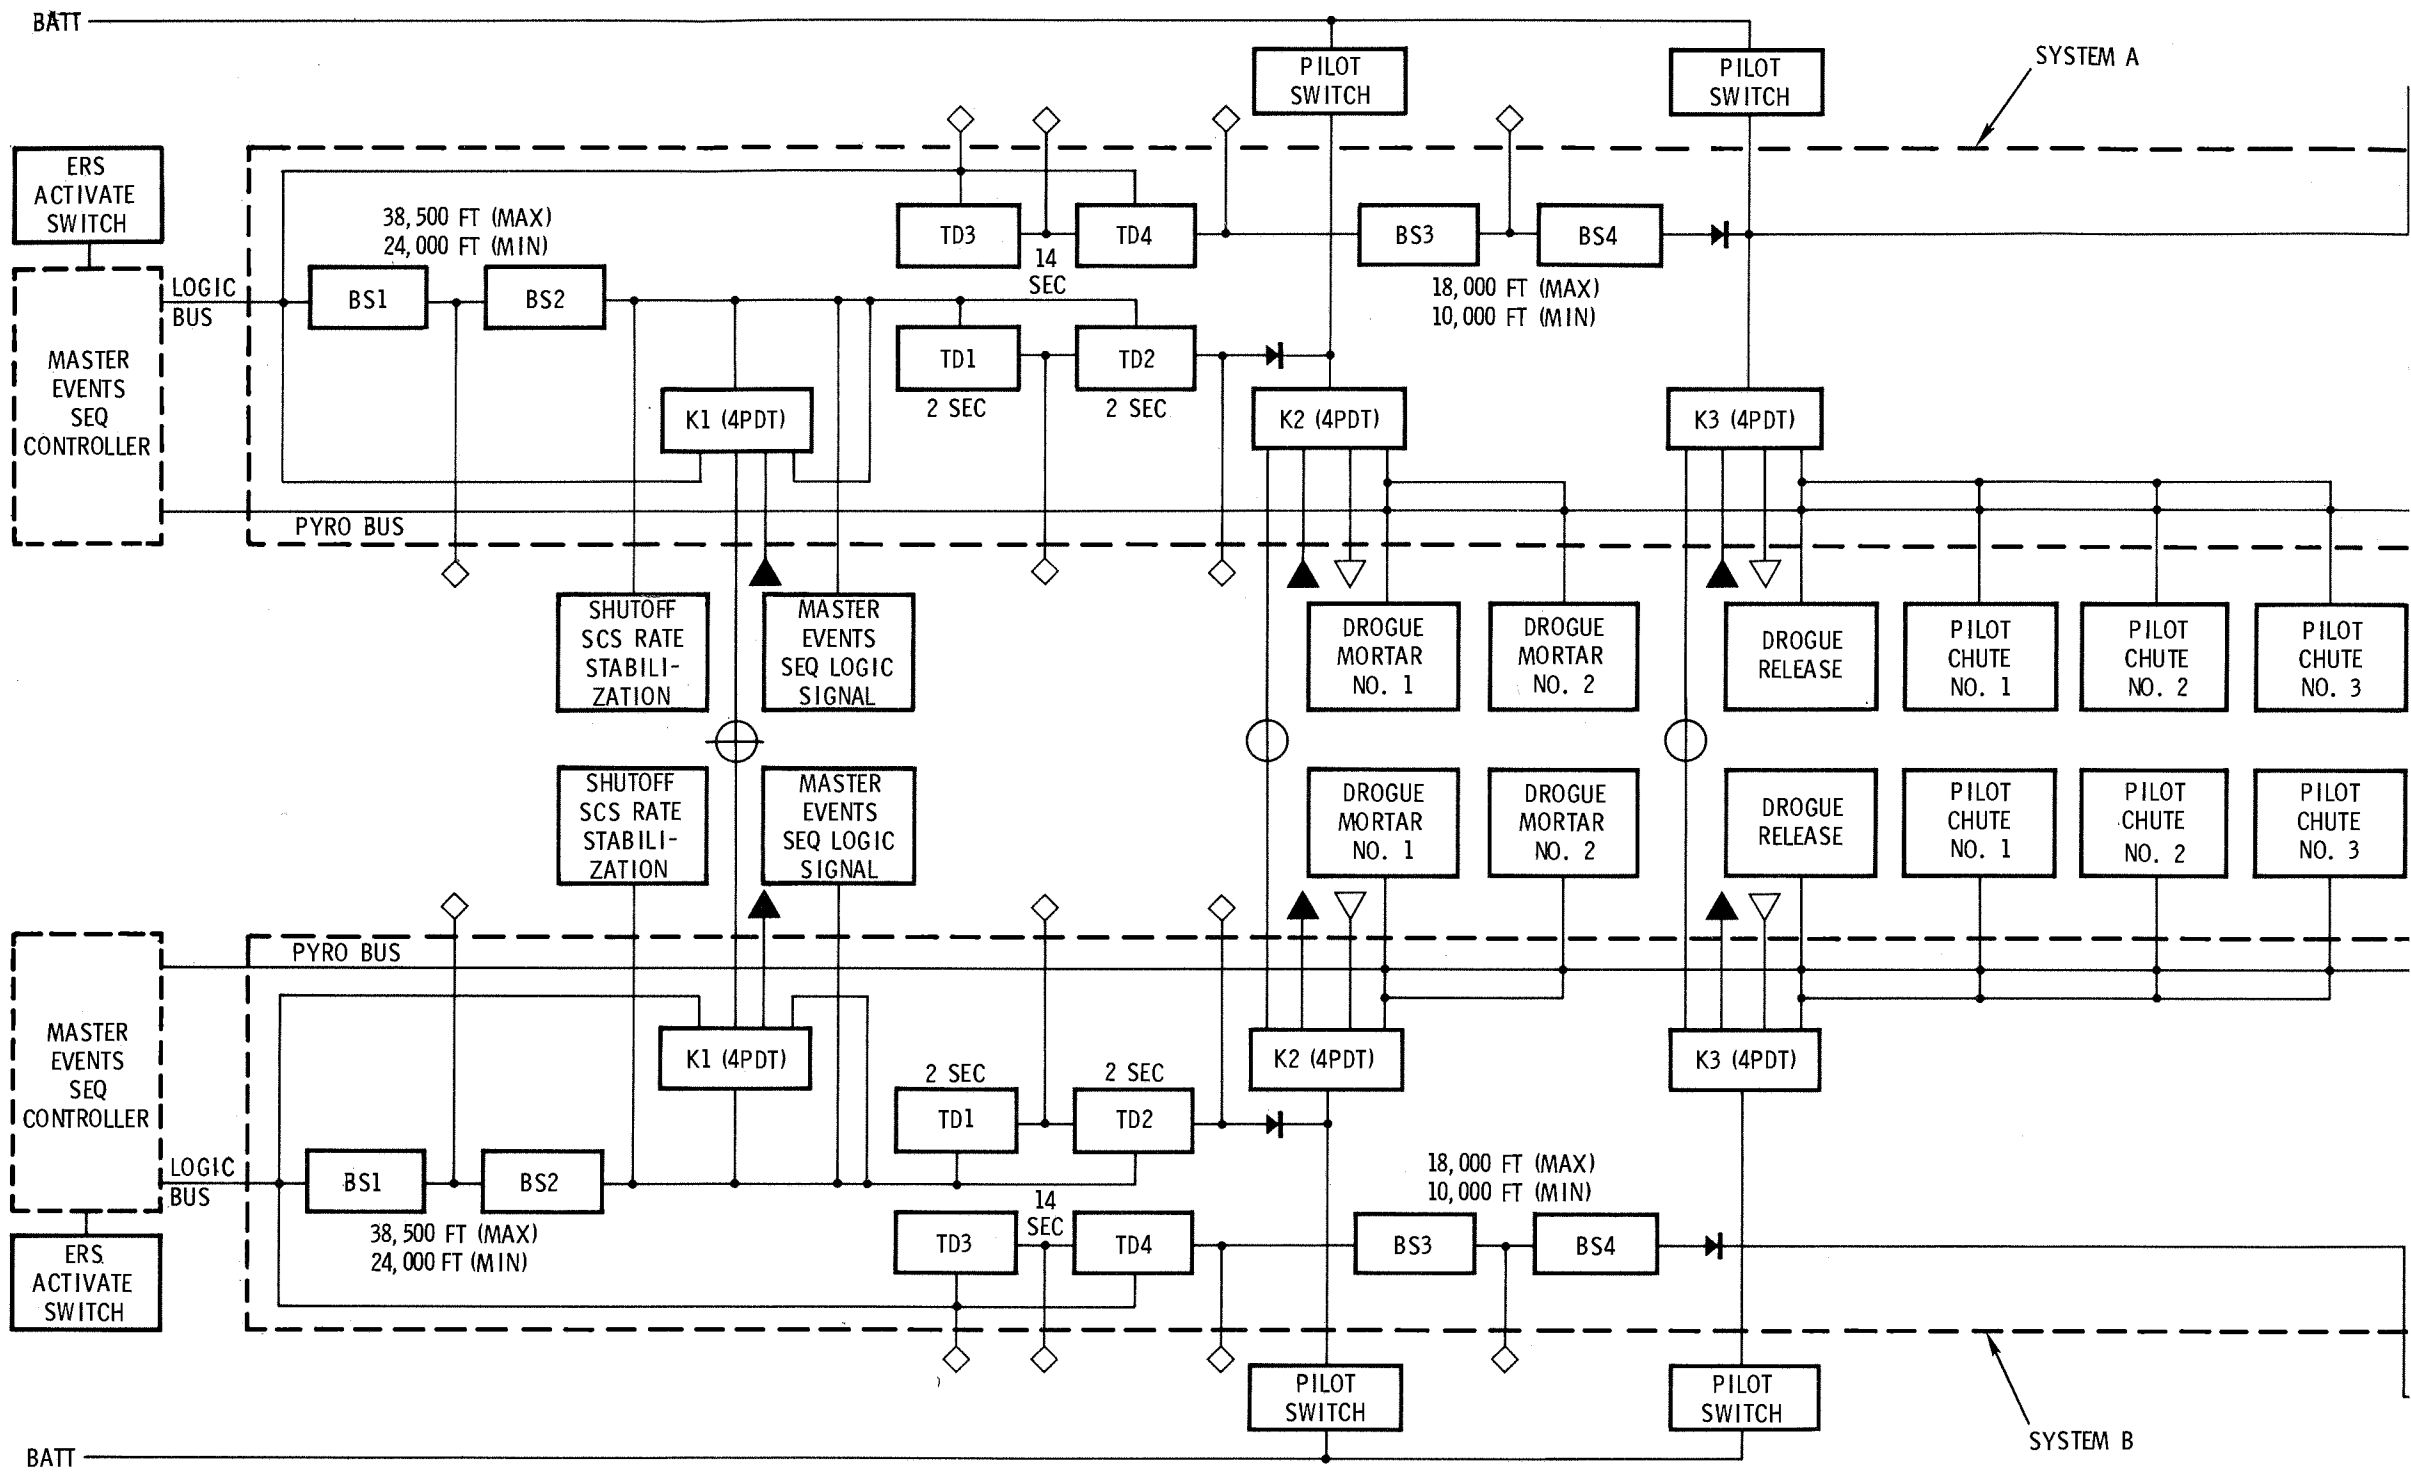 BATT
PILOT
SWITCH
PILOT
SWITCH
SYSTEM A
ERS
ACTIVATE
SWITCH
38,500 FT (MAX)
24,000 FT (MIN)
TD3
14
SEC
TD4
BS3
BS4
18,000 FT (MAX)
10,000 FT (MIN)
LOGIC
BUS
BS1
BS2
MASTER
EVENTS
SEQ
CONTROLLER
TD1
2 SEC
TD2
2 SEC
K1 (4PDT)
K2 (4PDT)
K3 (4PDT)
PYRO BUS
SHUTOFF
SCS RATE
STABILI-
ZATION
MASTER
EVENTS
SEQ LOGIC
SIGNAL
DROGUE
MORTAR
NO. 1
DROGUE
MORTAR
NO. 2
DROGUE
RELEASE
PILOT
CHUTE
NO. 1
PILOT
CHUTE
NO. 2
PILOT
CHUTE
NO. 3
SHUTOFF
SCS RATE
STABILI-
ZATION
MASTER
EVENTS
SEQ LOGIC
SIGNAL
DROGUE
MORTAR
NO. 1
DROGUE
MORTAR
NO. 2
DROGUE
RELEASE
PILOT
CHUTE
NO. 1
PILOT
CHUTE
NO. 2
PILOT
CHUTE
NO. 3
PYRO BUS
MASTER
EVENTS
SEQ
CONTROLLER
K1 (4PDT)
K2 (4PDT)
K3 (4PDT)
2 SEC
TD1
2 SEC
TD2
LOGIC
BUS
BS1
BS2
38,500 FT (MAX)
24,000 FT (MIN)
14
SEC
TD3
TD4
18,000 FT (MAX)
10,000 FT (MIN)
BS3
BS4
ERS
ACTIVATE
SWITCH
PILOT
SWITCH
PILOT
SWITCH
SYSTEM B
BATT